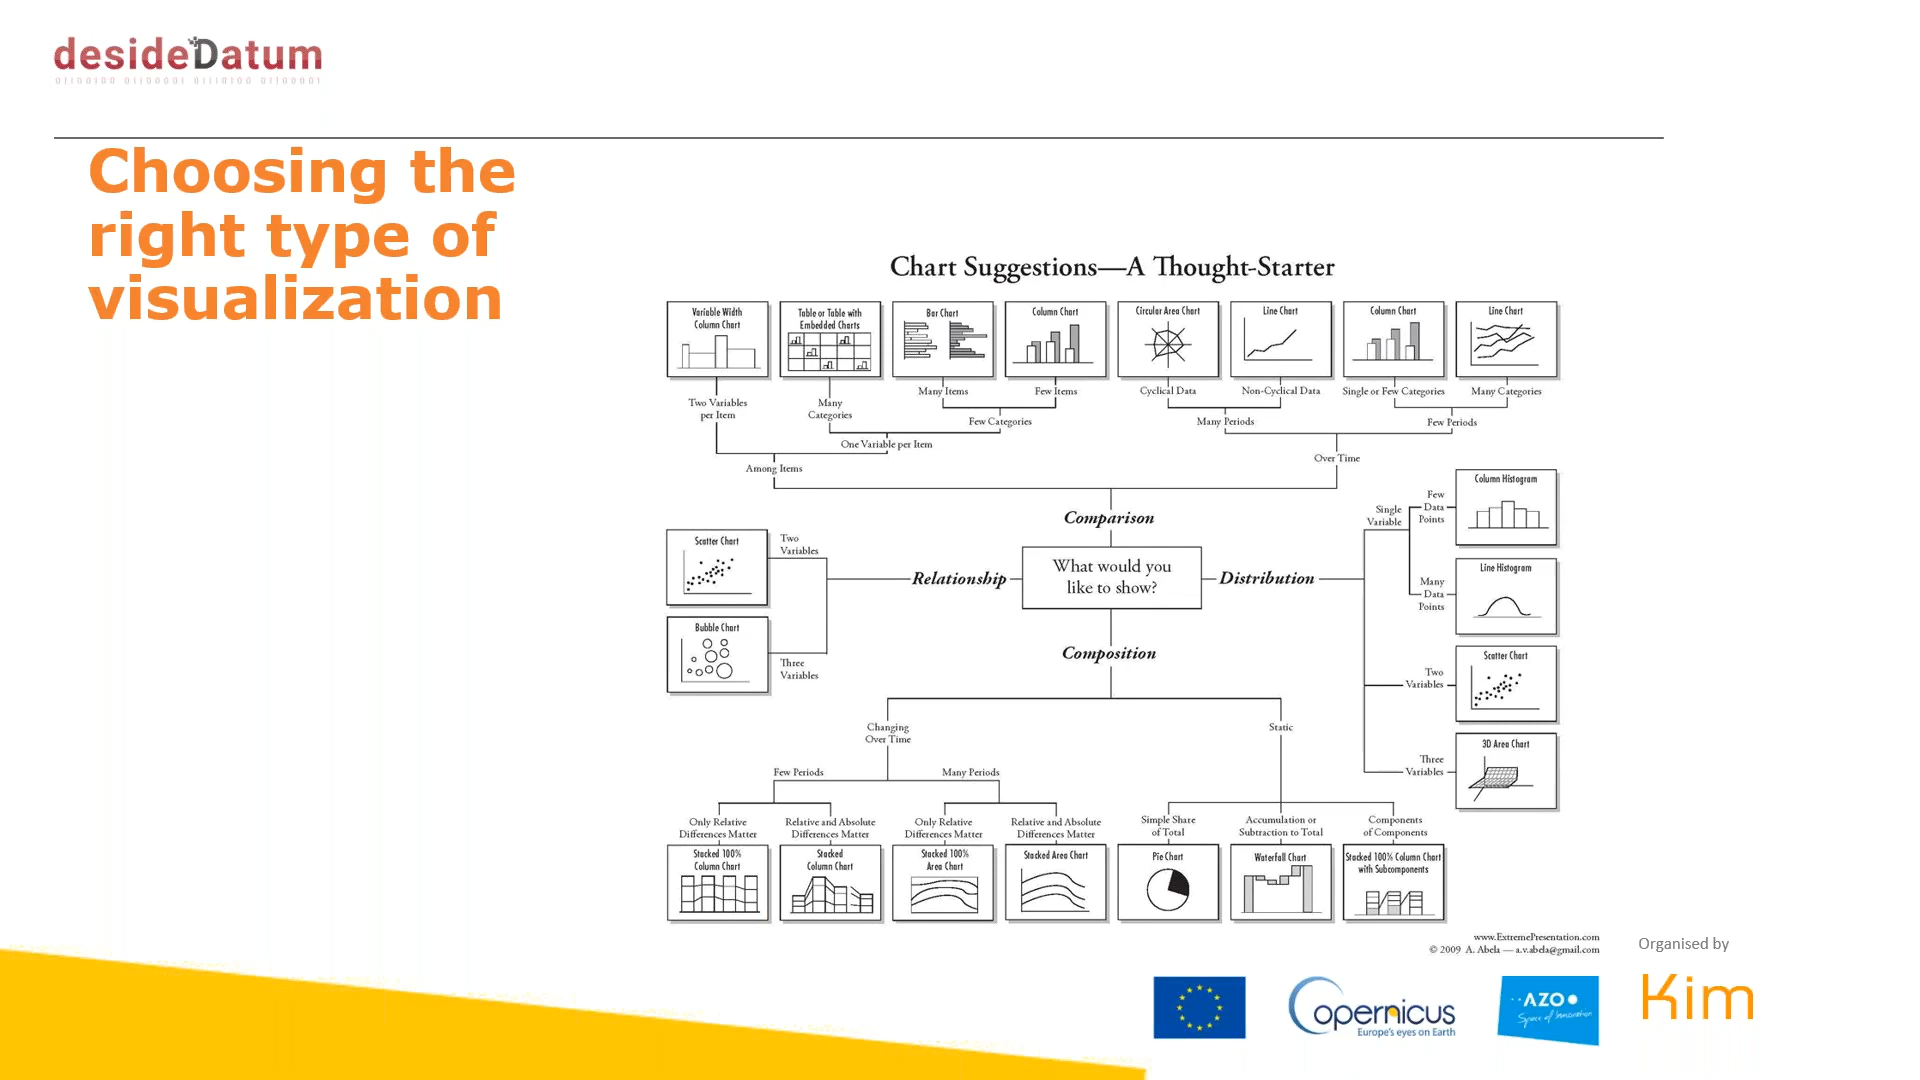 desideDatum
01100100 01100001 01110100 01100001
Choosing the
right type of
visualization
Chart Suggestions—A Thought-Starter
Variable Width
Column Chart
Table or Table with
Embedded Charts
Bar Chart
Column Chart
Circular Area Chart
Line Chart
Column Chart
Line Chart
Two Variables
per Item
Many
Categories
Many Items
Few Items
Cyclical Data
Non-Cyclical Data
Single or Few Categories
Many Categories
Few Categories
Many Periods
Few Periods
One Variable per Item
Among Items
Over Time
Comparison
What would you
like to show?
Relationship
Distribution
Composition
Scatter Chart
Two
Variables
Bubble Chart
Three
Variables
Single
Variable
Few
Data
Points
Column Histogram
Many
Data
Points
Line Histogram
Two
Variables
Scatter Chart
Three
Variables
3D Area Chart
Changing
Over Time
Static
Few Periods
Many Periods
Only Relative
Differences Matter
Relative and Absolute
Differences Matter
Only Relative
Differences Matter
Relative and Absolute
Differences Matter
Simple Share
of Total
Accumulation or
Subtraction to Total
Components
of Components
Stacked 100%
Column Chart
Stacked
Column Chart
Stacked 100%
Area Chart
Stacked Area Chart
Pie Chart
Waterfall Chart
Stacked 100% Column Chart
with Subcomponents
www.ExtremePresentation.com
© 2009 A. Abela — a.v.abela@gmail.com
Organised by
Copernicus
Europe's eyes on Earth
AZO
Space of Innovation
Kim